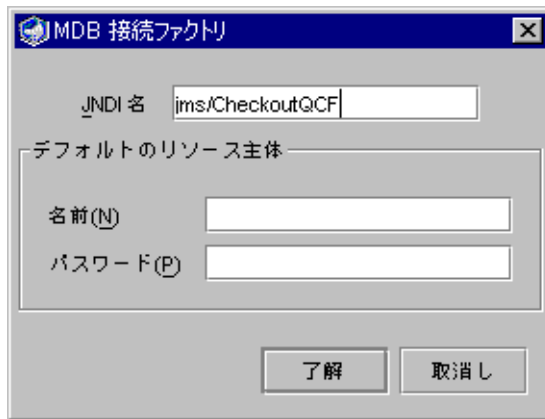 MDB 接続ファクトリ
JNDI 名 jms/CheckoutQCF
デフォルトのリソース主体
名前(N)
パスワード(P)
了解 取消し